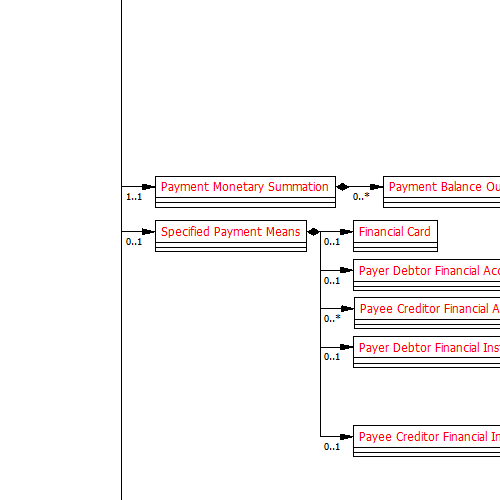 Payment Monetary Summation
1..1
0..*
Payment Balance Ou
Specified Payment Means
0..1
0..1
Financial Card
Payer Debtor Financial Acc
0..1
Payee Creditor Financial A
0..*
Payer Debtor Financial Ins
0..1
Payee Creditor Financial In
0..1